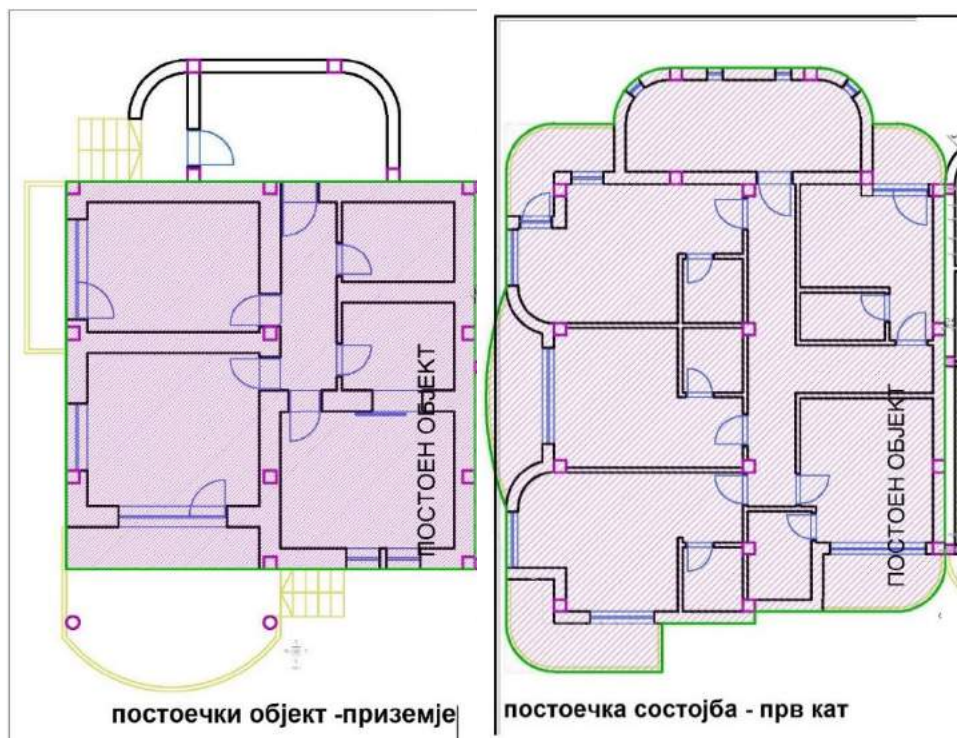 ПОСТОЕН ОБЈЕКТ
постоечки објект -приземје
ПОСТОЕН ОБЈЕКТ
постоечка состојба - прв кат